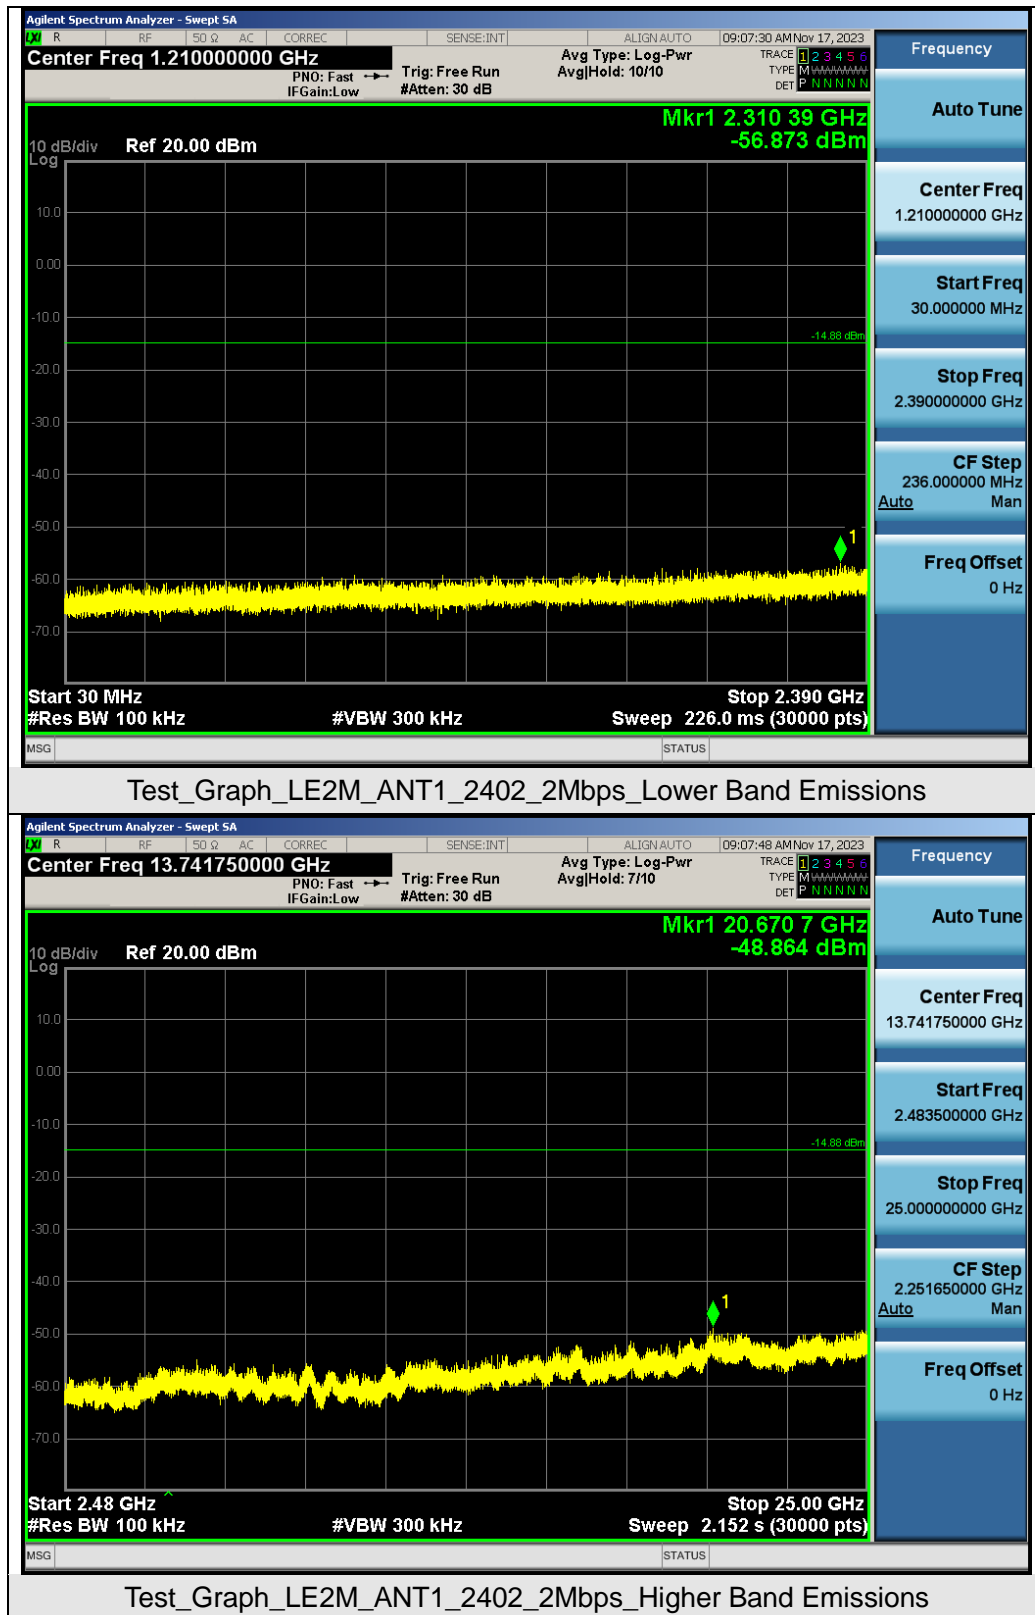 Agilent Spectrum Analyzer - Swept SA
LXI R RF 50 Ω AC CORREC SENSE:INT ALIGN AUTO 09:07:30 AM Nov 17, 2023
Center Freq 1.210000000 GHz
PNO: Fast
IFGain:Low
Trig: Free Run
#Atten: 30 dB
Avg Type: Log-Pwr
Avg|Hold: 10/10
TRACE 1 2 3 4 5 6
TYPE M
DET P N N N N N
Mkr1 2.310 39 GHz
-56.873 dBm
10 dB/div Ref 20.00 dBm
Log
10.0
0.00
-10.0
-14.88 dBm
-20.0
-30.0
-40.0
-50.0
1
-60.0
-70.0
Start 30 MHz Stop 2.390 GHz
#Res BW 100 kHz #VBW 300 kHz Sweep 226.0 ms (30000 pts)
MSG STATUS
Frequency
Auto Tune
Center Freq
1.210000000 GHz
Start Freq
30.000000 MHz
Stop Freq
2.390000000 GHz
CF Step
236.000000 MHz
Auto Man
Freq Offset
0 Hz
Test_Graph_LE2M_ANT1_2402_2Mbps_Lower Band Emissions
Agilent Spectrum Analyzer - Swept SA
LXI R RF 50 Ω AC CORREC SENSE:INT ALIGN AUTO 09:07:48 AM Nov 17, 2023
Center Freq 13.741750000 GHz
PNO: Fast
IFGain:Low
Trig: Free Run
#Atten: 30 dB
Avg Type: Log-Pwr
Avg|Hold: 7/10
TRACE 1 2 3 4 5 6
TYPE M
DET P N N N N N
Mkr1 20.670 7 GHz
-48.864 dBm
10 dB/div Ref 20.00 dBm
Log
10.0
0.00
-10.0
-14.88 dBm
-20.0
-30.0
-40.0
1
-50.0
-60.0
-70.0
Start 2.48 GHz Stop 25.00 GHz
#Res BW 100 kHz #VBW 300 kHz Sweep 2.152 s (30000 pts)
MSG STATUS
Frequency
Auto Tune
Center Freq
13.741750000 GHz
Start Freq
2.483500000 GHz
Stop Freq
25.000000000 GHz
CF Step
2.251650000 GHz
Auto Man
Freq Offset
0 Hz
Test_Graph_LE2M_ANT1_2402_2Mbps_Higher Band Emissions